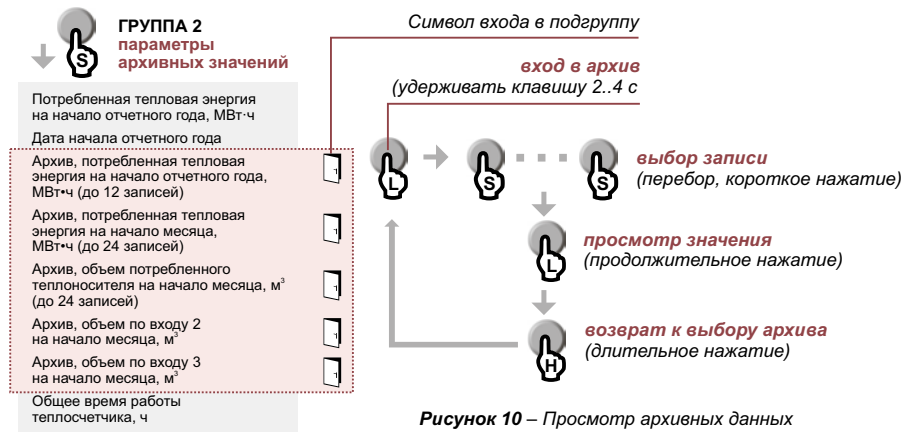 ГРУППА 2
параметры
архивных значений
S
Потребленная тепловая энергия
на начало отчетного года, МВт·ч
Дата начала отчетного года
Архив, потребленная тепловая
энергия на начало отчетного года,
МВт•ч (до 12 записей)
Архив, потребленная тепловая
энергия на начало месяца,
МВт•ч (до 24 записей)
Архив, объем потребленного
теплоносителя на начало месяца, м³
(до 24 записей)
Архив, объем по входу 2
на начало месяца, м³
Архив, объем по входу 3
на начало месяца, м³
Общее время работы
теплосчетчика, ч
Символ входа в подгруппу
вход в архив
(удерживать клавишу 2..4 с
L
S
S
выбор записи
(перебор, короткое нажатие)
L
просмотр значения
(продолжительное нажатие)
H
возврат к выбору архива
(длительное нажатие)
Рисунок 10 – Просмотр архивных данных